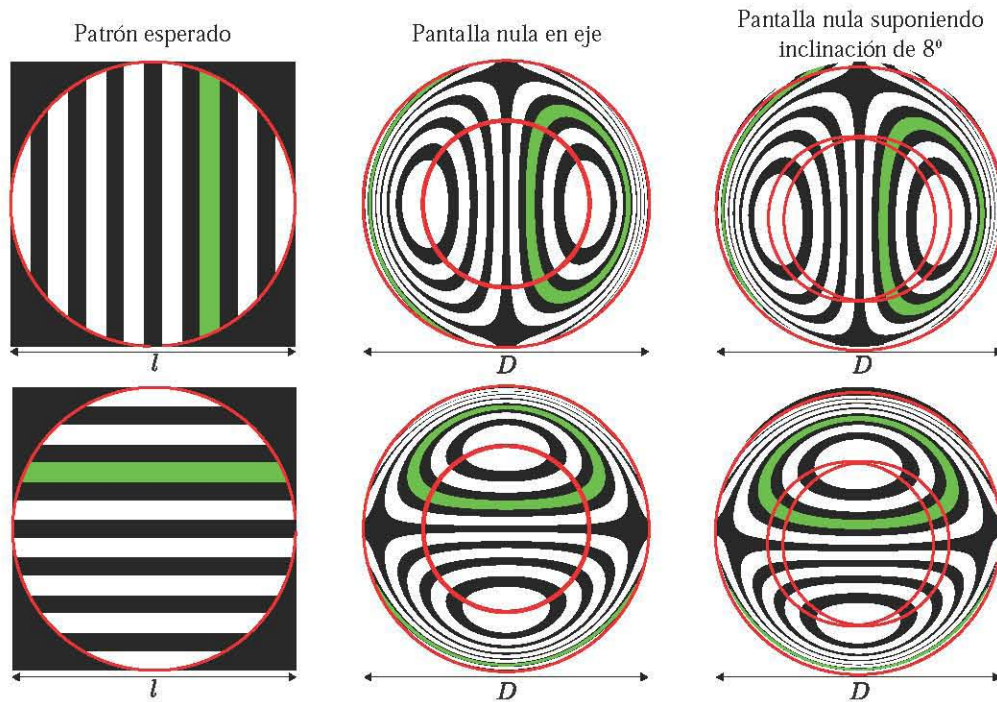 Patrón esperado
Pantalla nula en eje
Pantalla nula suponiendo
inclinación de 8º
l
D
D
l
D
D